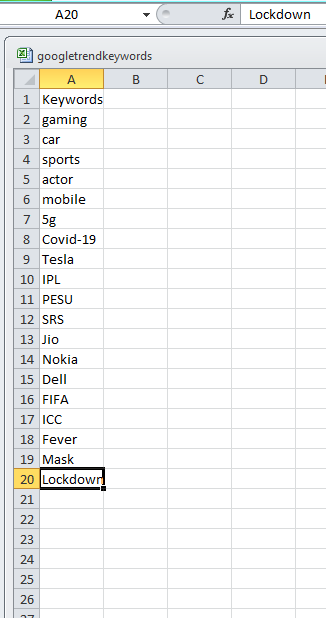 A20 fx Lockdown
googletrendkeywords
A B C D
1 Keywords
2 gaming
3 car
4 sports
5 actor
6 mobile
7 5g
8 Covid-19
9 Tesla
10 IPL
11 PESU
12 SRS
13 Jio
14 Nokia
15 Dell
16 FIFA
17 ICC
18 Fever
19 Mask
20 Lockdown
21
22
23
24
25
26
27